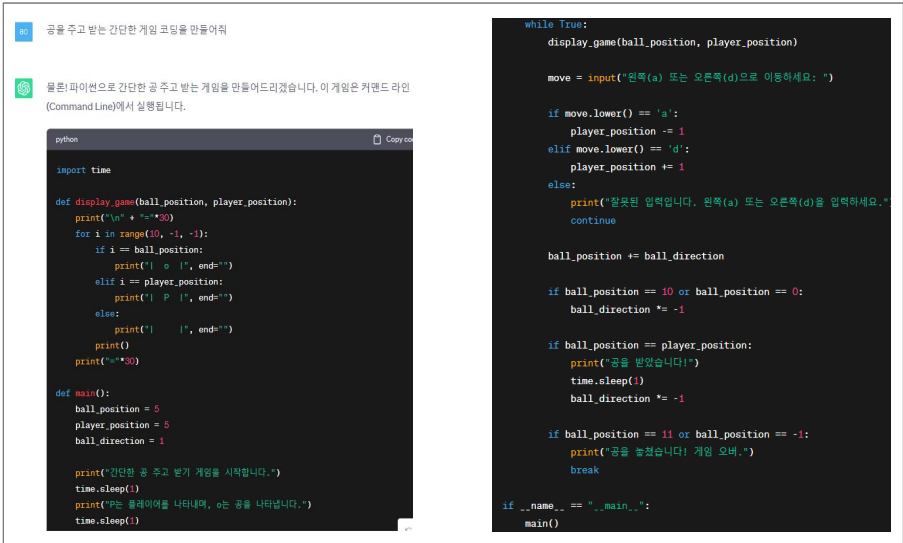 80
공을 주고 받는 간단한 게임 코딩을 만들어줘
물론! 파이썬으로 간단한 공 주고 받는 게임을 만들어드리겠습니다. 이 게임은 커맨드 라인
(Command Line)에서 실행됩니다.
python
Copy co
import time
def display_game(ball_position, player_position):
print("\n" + "="*30)
for i in range(10, -1, -1):
if i == ball_position:
print("|  o  |", end="")
elif i == player_position:
print("|  P  |", end="")
else:
print("|     |", end="")
print()
print("="*30)
def main():
ball_position = 5
player_position = 5
ball_direction = 1
print("간단한 공 주고 받기 게임을 시작합니다.")
time.sleep(1)
print("P는 플레이어를 나타내며, o는 공을 나타냅니다.")
time.sleep(1)
while True:
display_game(ball_position, player_position)
move = input("왼쪽(a) 또는 오른쪽(d)으로 이동하세요: ")
if move.lower() == 'a':
player_position -= 1
elif move.lower() == 'd':
player_position += 1
else:
print("잘못된 입력입니다. 왼쪽(a) 또는 오른쪽(d)을 입력하세요."
continue
ball_position += ball_direction
if ball_position == 10 or ball_position == 0:
ball_direction *= -1
if ball_position == player_position:
print("공을 받았습니다!")
time.sleep(1)
ball_direction *= -1
if ball_position == 11 or ball_position == -1:
print("공을 놓쳤습니다! 게임 오버.")
break
if __name__ == "__main__":
main()